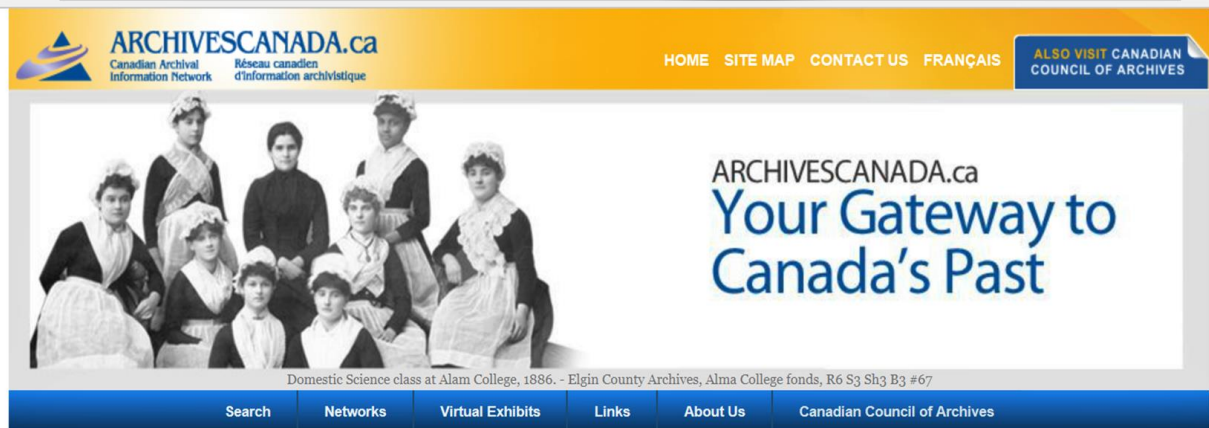 ARCHIVESCANADA.ca
Canadian Archival
Information Network
Réseau canadien
d'information archivistique
HOME SITE MAP CONTACT US FRANÇAIS
ALSO VISIT CANADIAN
COUNCIL OF ARCHIVES
ARCHIVESCANADA.ca
Your Gateway to
Canada's Past
Domestic Science class at Alam College, 1886. - Elgin County Archives, Alma College fonds, R6 S3 Sh3 B3 #67
Search Networks Virtual Exhibits Links About Us Canadian Council of Archives